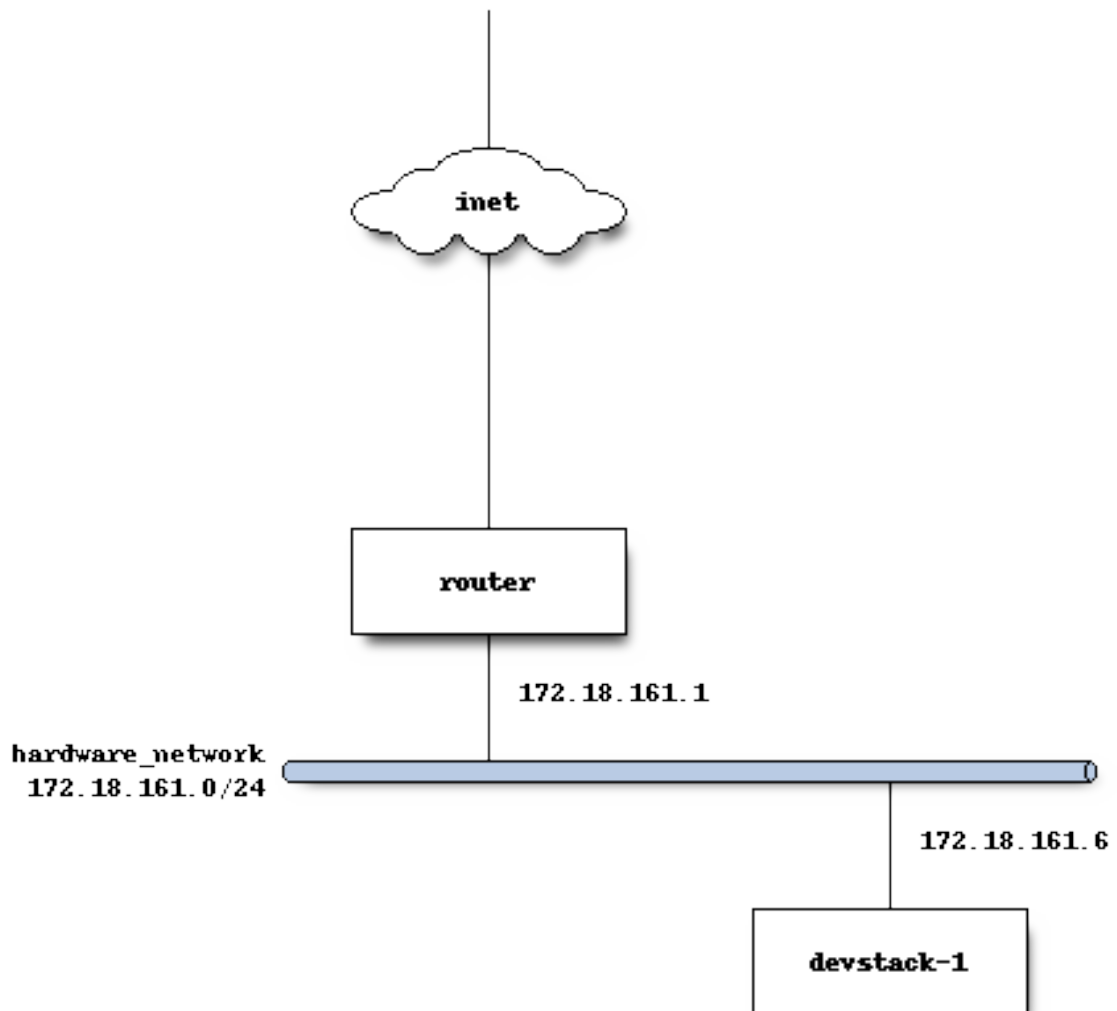 inet
router
172.18.161.1
hardware_network
172.18.161.0/24
172.18.161.6
devstack-1